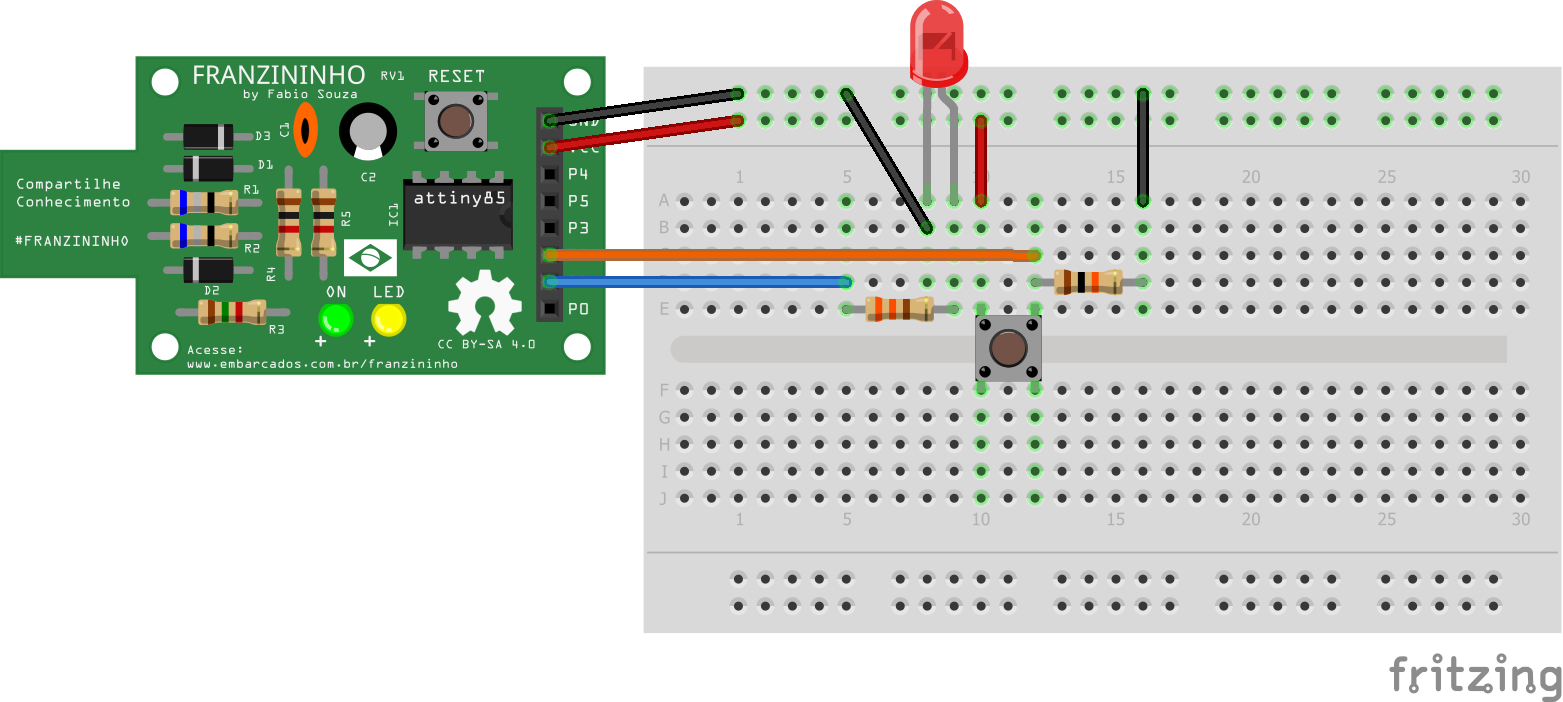 FRANZININHO
RV1
RESET
by Fabio Souza
C1
D3
D1
C2
Compartilhe
Conhecimento
#FRANZININHO
R1
R2
R4
R5
D2
R3
IC1
attiny85
ON
LED
+
+
CC BY-SA 4.0
Acesse:
www.embarcados.com.br/franzininho
GND
VCC
P4
P5
P3
P0
1 5 10 15 20 25 30
A
B
E
F
G
H
I
J
1 5 10 15 20 25 30
fritzing